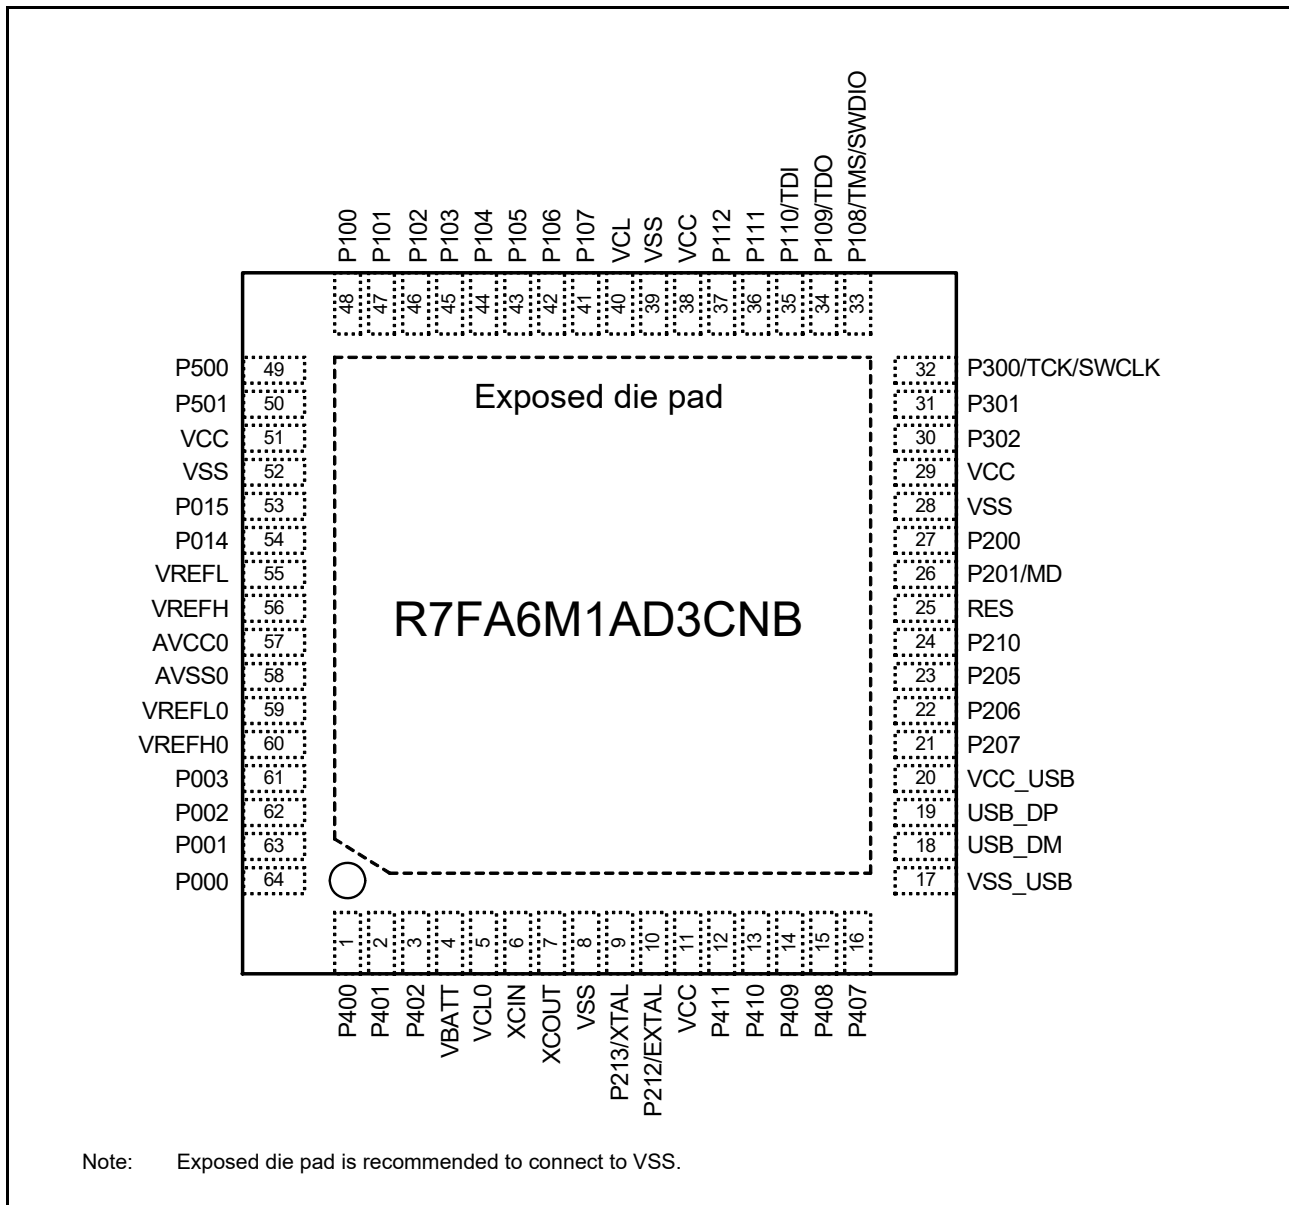 P100
P101
P102
P103
P104
P105
P106
P107
VCL
VSS
VCC
P112
P111
P110/TDI
P109/TDO
P108/TMS/SWDIO
48
47
46
45
44
43
42
41
40
39
38
37
36
35
34
33
P500 49
P501 50
VCC 51
VSS 52
P015 53
P014 54
VREFL 55
VREFH 56
AVCC0 57
AVSS0 58
VREFL0 59
VREFH0 60
P003 61
P002 62
P001 63
P000 64
Exposed die pad
R7FA6M1AD3CNB
32 P300/TCK/SWCLK
31 P301
30 P302
29 VCC
28 VSS
27 P200
26 P201/MD
25 RES
24 P210
23 P205
22 P206
21 P207
20 VCC_USB
19 USB_DP
18 USB_DM
17 VSS_USB
1
2
3
4
5
6
7
8
9
10
11
12
13
14
15
16
P400
P401
P402
VBATT
VCL0
XCIN
XCOUT
VSS
P213/XTAL
P212/EXTAL
VCC
P411
P410
P409
P408
P407
Note: Exposed die pad is recommended to connect to VSS.